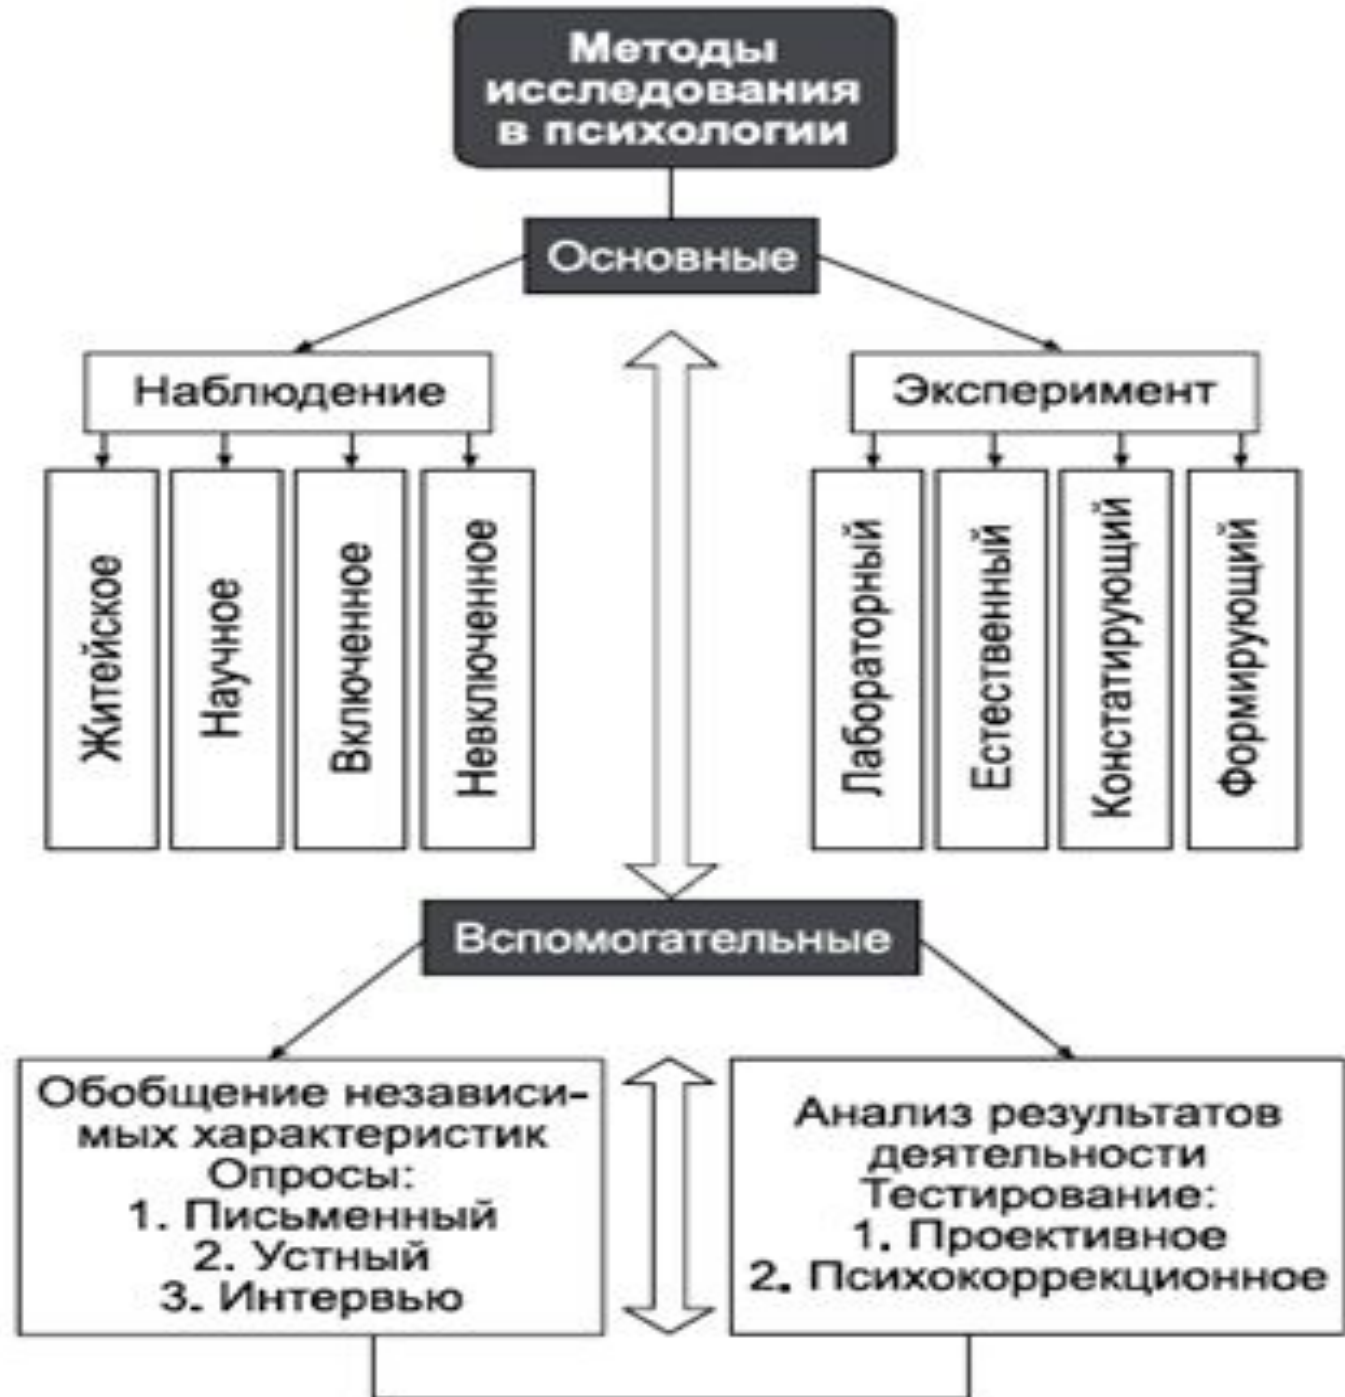 Методы
исследования
в психологии
Основные
Наблюдение
Эксперимент
Житейское
Научное
Включенное
Невключенное
Лабораторный
Естественный
Констатирующий
Формирующий
Вспомогательные
Обобщение независи-
мых характеристик
Опросы:
1. Письменный
2. Устный
3. Интервью
Анализ результатов
деятельности
Тестирование:
1. Проективное
2. Психокоррекционное